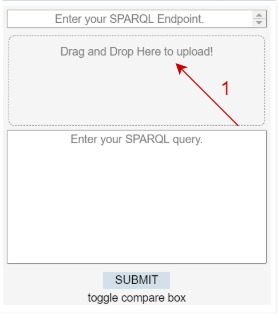 Enter your SPARQL Endpoint.
Drag and Drop Here to upload!
1
Enter your SPARQL query.
SUBMIT
toggle compare box